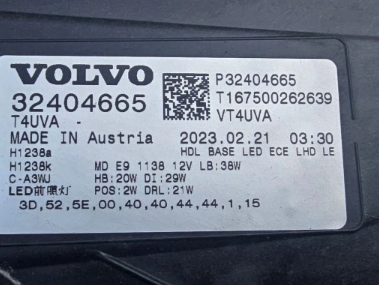 VOLVO
P32404665
32404665
T167500262639
T4UVA -
VT4UVA
MADE IN Austria
2023.02.21 03:30
H1238a
HDL BASE LED ECE LHD LE
H1238k
MD E9 1138 12V LB:38W
C-A3WJ
HB:20W DI:29W
LED前照灯
POS:2W DRL:21W
3D,52,5E,00,40,40,44,44,1,15